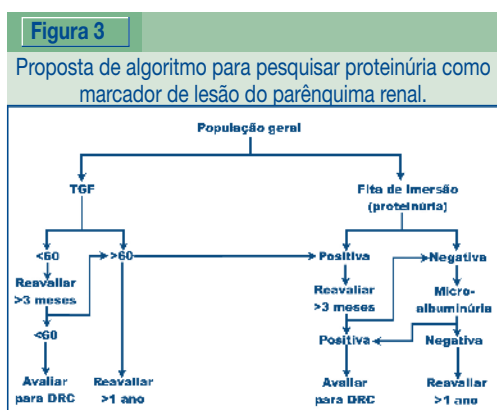 Figura 3
Proposta de algoritmo para pesquisar proteinúria como
marcador de lesão do parênquima renal.
População geral
TGF
Fita de imersão
(proteinúria)
<60
>60
Positiva
Negativa
Reavaliar
>3 meses
Reavaliar
>3 meses
Micro-
albuminúria
<60
Positiva
Negativa
Avaliar
para DRC
Reavaliar
>1 ano
Avaliar
para DRC
Reavaliar
>1 ano